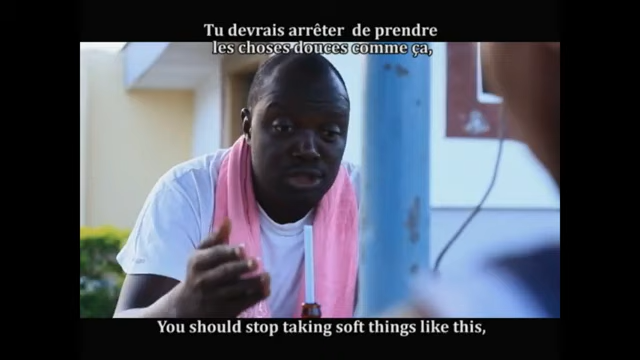 Tu devrais arrêter de prendre
les choses douces comme ça,
You should stop taking soft things like this,